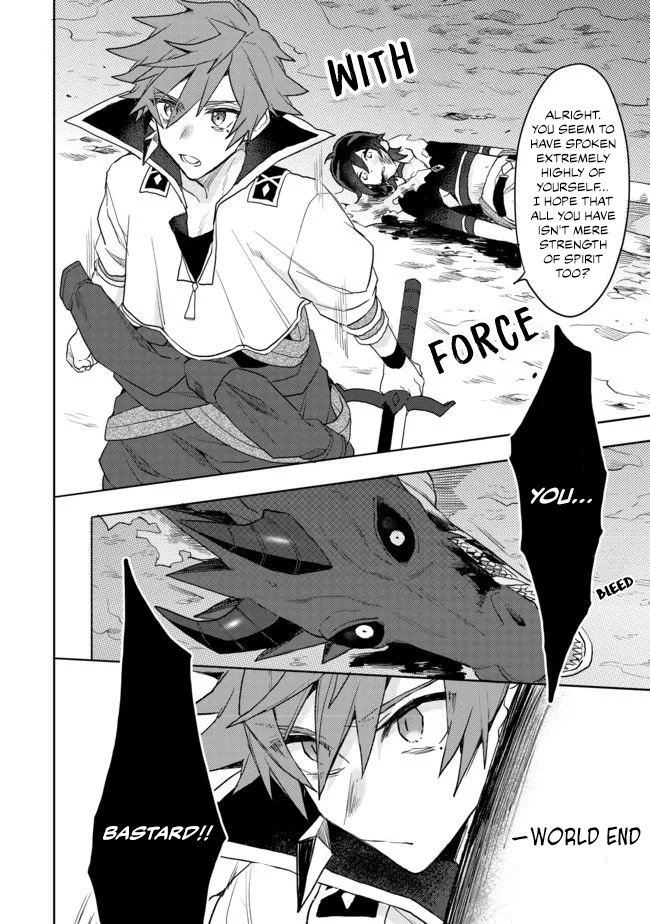 WITH
FORCE
ALRIGHT.
YOU SEEM TO
HAVE SPOKEN
EXTREMELY
HIGHLY OF
YOURSELF...
I HOPE THAT
ALL YOU HAVE
ISN'T MERE
STRENGTH
OF SPIRIT
TOO?
YOU...
BLEED
BASTARD!!
—WORLD END